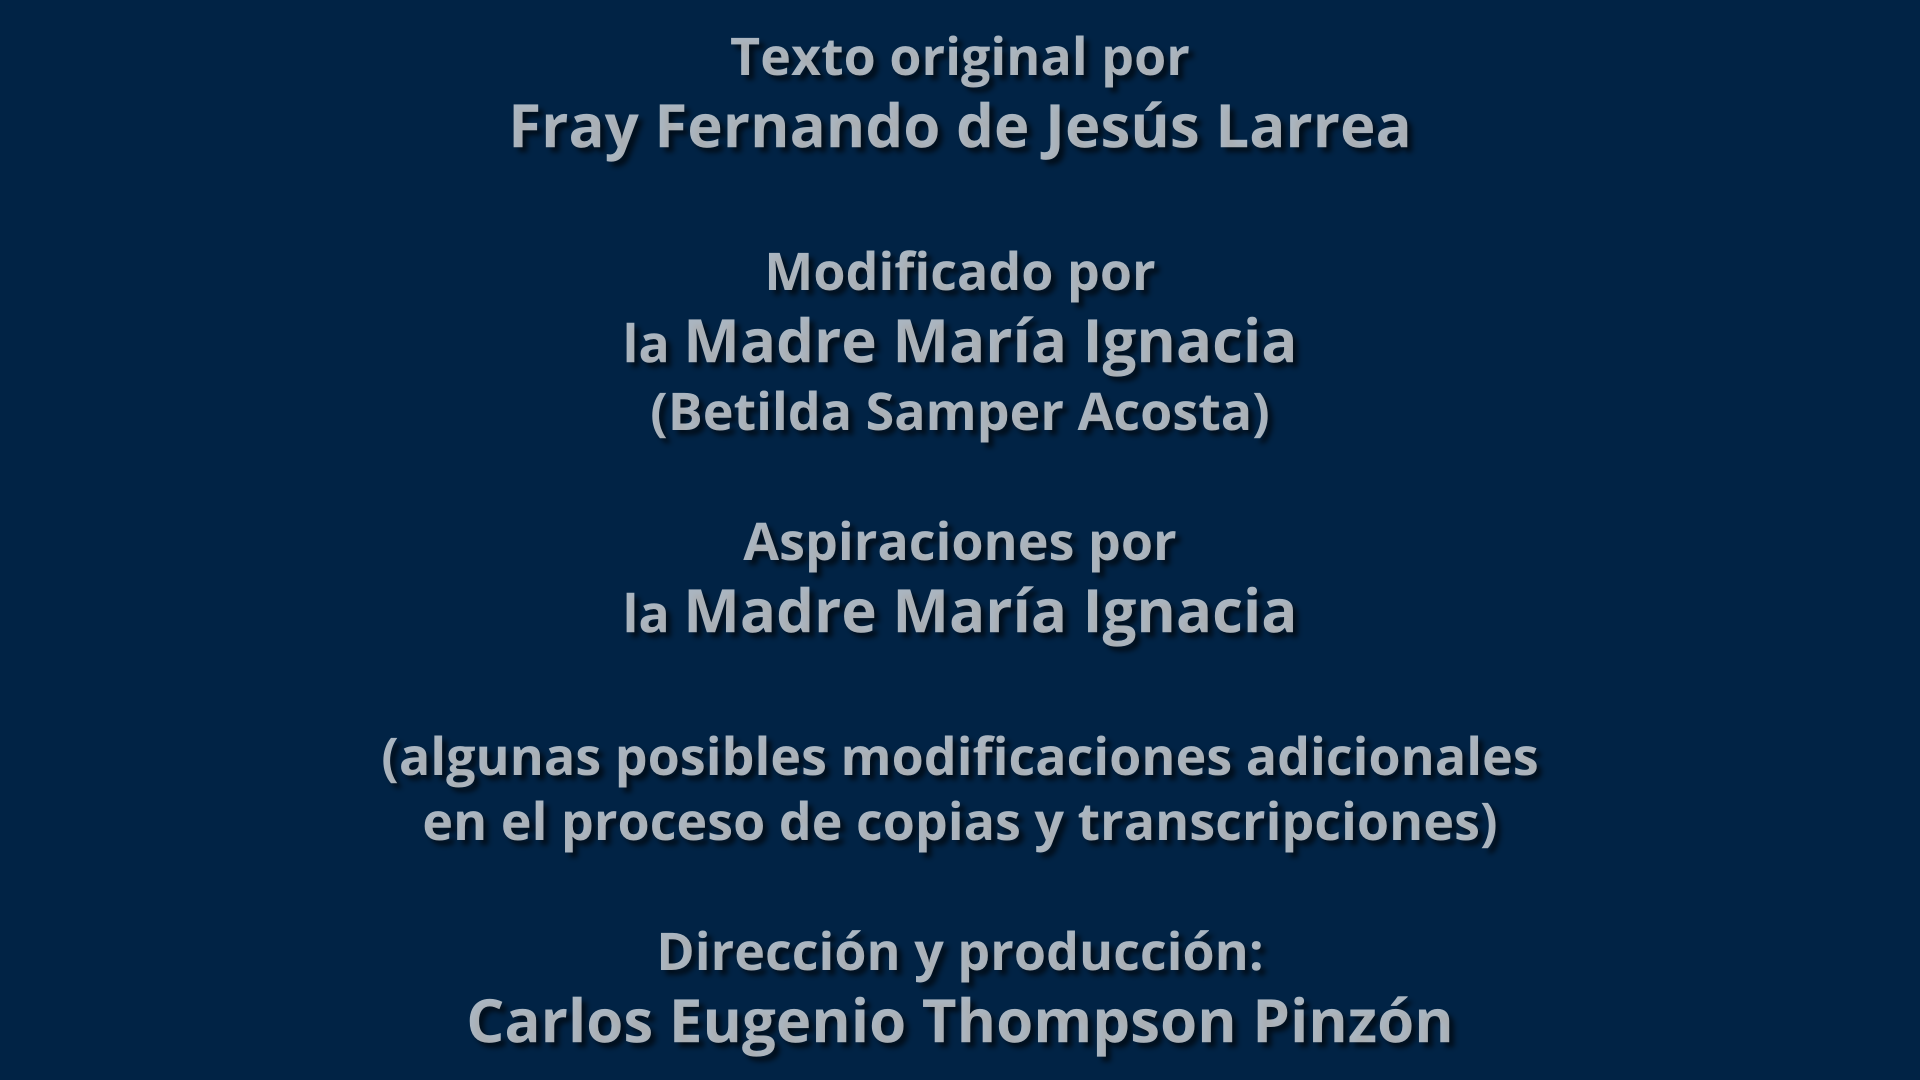 Texto original por
Fray Fernando de Jesús Larrea
Modificado por
la Madre María Ignacia
(Betilda Samper Acosta)
Aspiraciones por
la Madre María Ignacia
(algunas posibles modificaciones adicionales
en el proceso de copias y transcripciones)
Dirección y producción:
Carlos Eugenio Thompson Pinzón